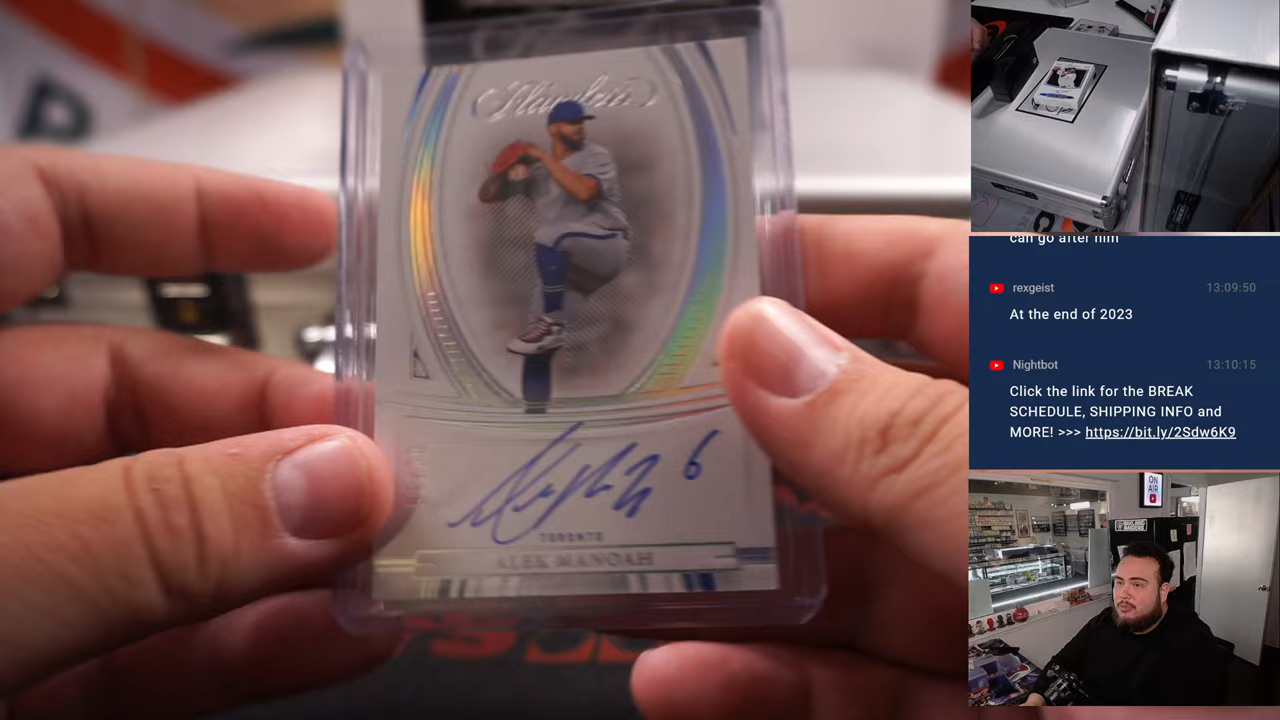 Flawless
6
TORONTO
ALEK MANOAH
can go after him
rexgeist 13:09:50
At the end of 2023
Nightbot 13:10:15
Click the link for the BREAK
SCHEDULE, SHIPPING INFO and
MORE! >>> https://bit.ly/2Sdw6K9
ON
AIR